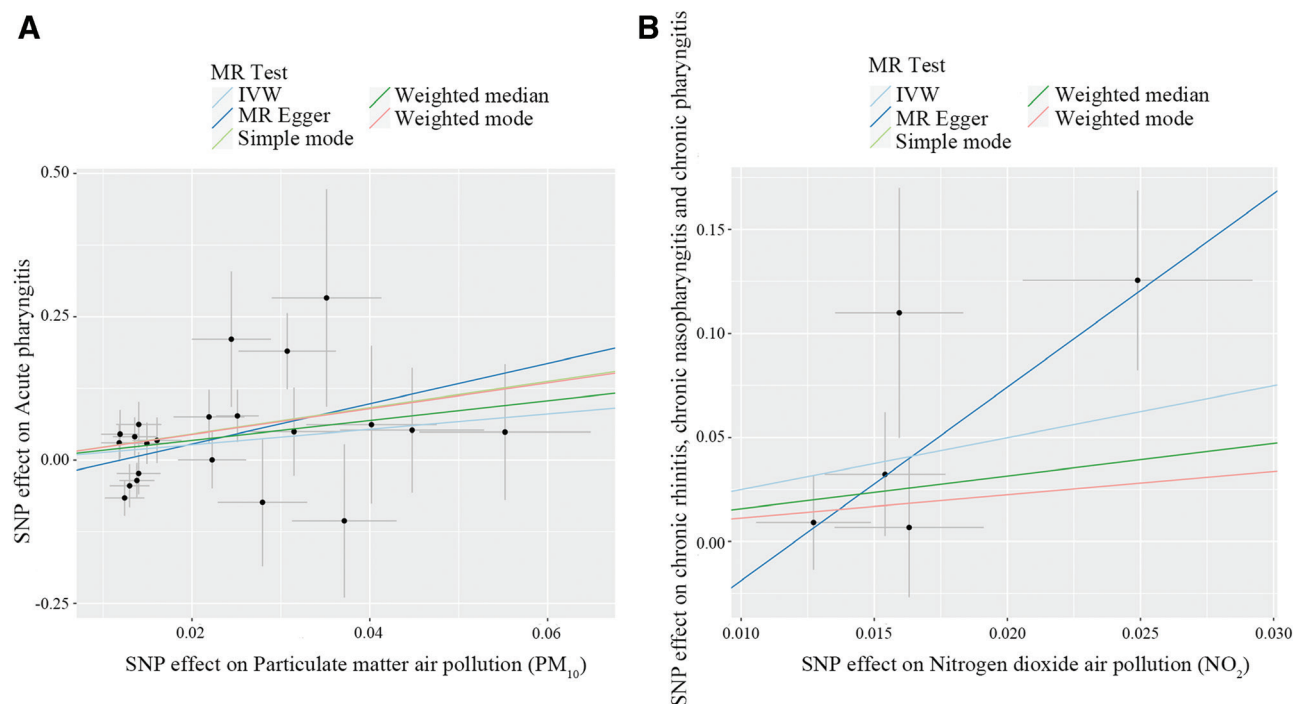 A
MR Test
IVW
MR Egger
Simple mode
Weighted median
Weighted mode
SNP effect on Acute pharyngitis
0.50
0.25
0.00
-0.25
0.02
0.04
0.06
SNP effect on Particulate matter air pollution (PM10)
B
MR Test
IVW
MR Egger
Simple mode
Weighted median
Weighted mode
SNP effect on chronic rhinitis, chronic nasopharyngitis and chronic pharyngitis
0.15
0.10
0.05
0.00
0.010
0.015
0.020
0.025
0.030
SNP effect on Nitrogen dioxide air pollution (NO2)